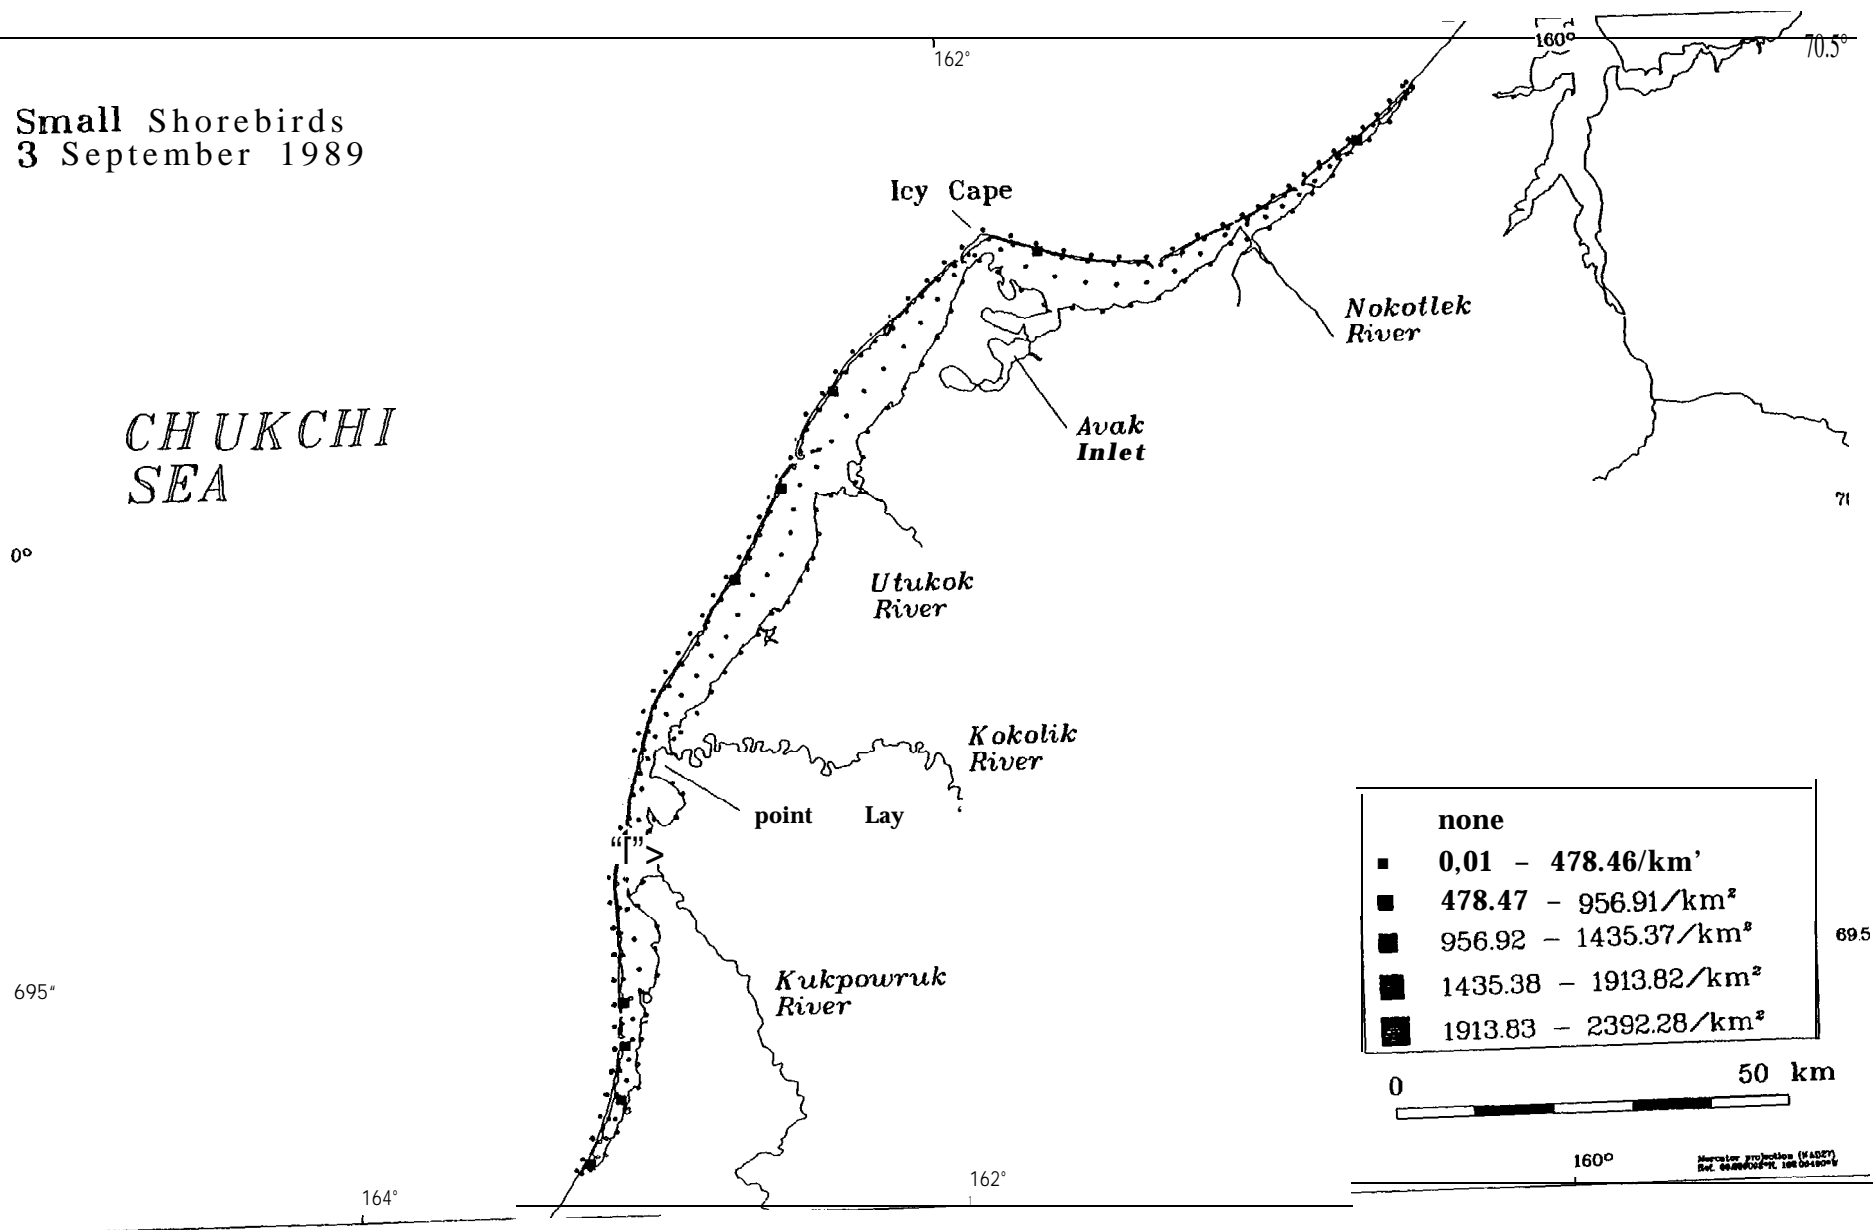 162°
160°
70.5°
Small Shorebirds
3 September 1989
Icy Cape
Nokotlek
River
CHUKCHI
SEA
Avak
Inlet
0°
Utukok
River
Kokolik
River
point Lay
“Γ”>
none
0,01 – 478.46/km'
478.47 – 956.91/km²
956.92 – 1435.37/km²
1435.38 – 1913.82/km²
1913.83 – 2392.28/km²
69.5
695"
Kukpowruk
River
0 50 km
164°
162°
160°
Mercator projection (NAD27)